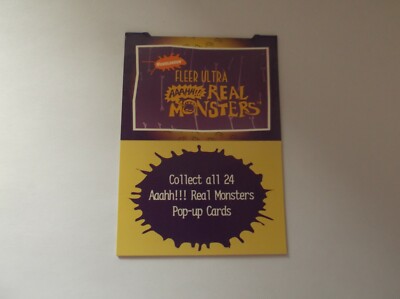 Nickelodeon
FLEER ULTRA
AAAHH!!! REAL
MONSTERS
Collect all 24
Aaahh!!! Real Monsters
Pop-up Cards